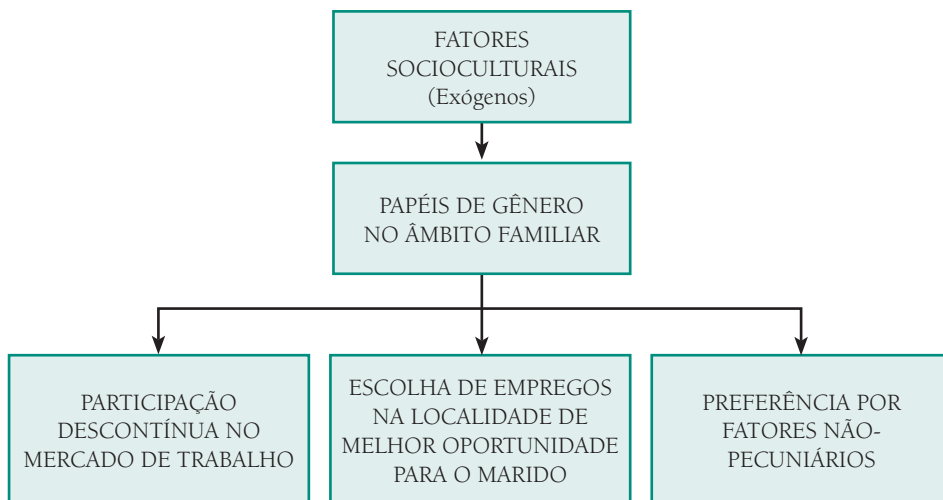 FATORES
SOCIOCULTURAIS
(Exógenos)
PAPÉIS DE GÊNERO
NO ÂMBITO FAMILIAR
PARTICIPAÇÃO
DESCONTÍNUA NO
MERCADO DE TRABALHO
ESCOLHA DE EMPREGOS
NA LOCALIDADE DE
MELHOR OPORTUNIDADE
PARA O MARIDO
PREFERÊNCIA POR
FATORES NÃO-
PECUNIÁRIOS